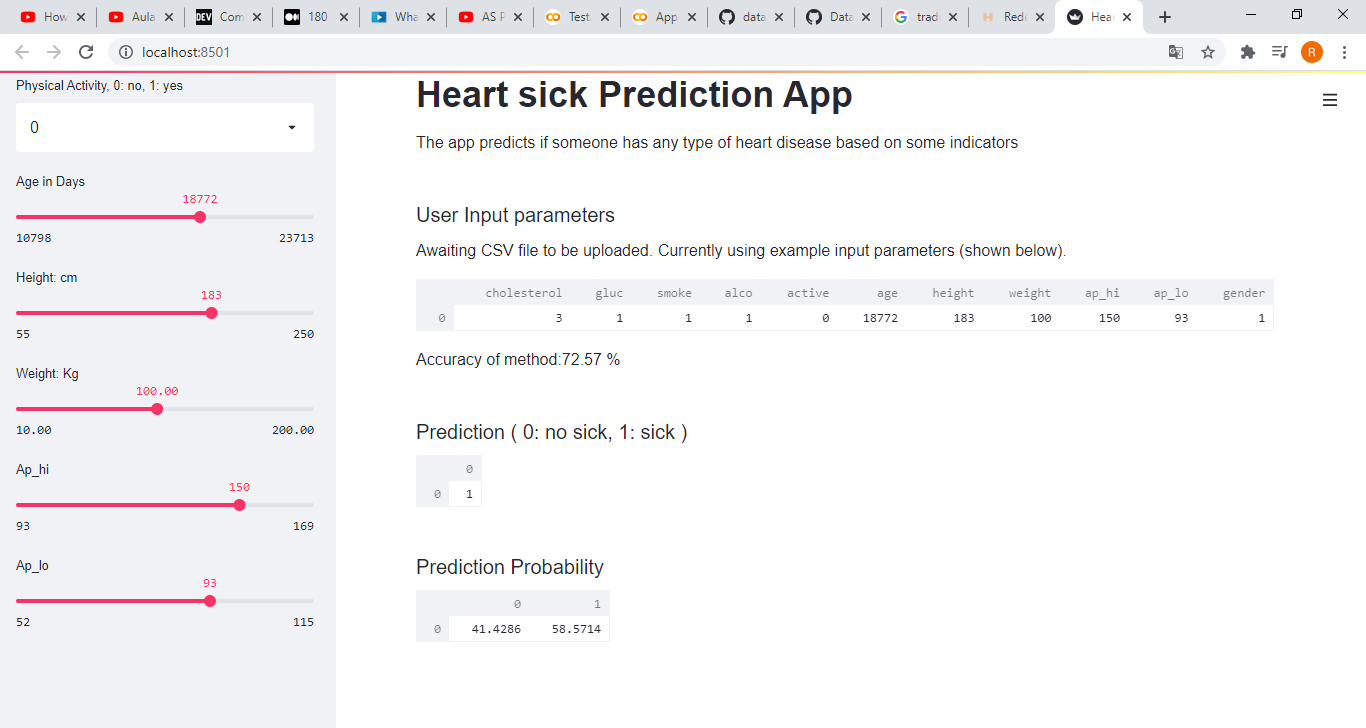 How
Aula
DEV Com
180
Wha
AS P
Test.
App
data
Data
trad
H Rede
Hear
localhost:8501
R
Physical Activity, 0: no, 1: yes
0
Age in Days
18772
10798 23713
Height: cm
183
55 250
Weight: Kg
100.00
10.00 200.00
Ap_hi
150
93 169
Ap_lo
93
52 115
Heart sick Prediction App
The app predicts if someone has any type of heart disease based on some indicators
User Input parameters
Awaiting CSV file to be uploaded. Currently using example input parameters (shown below).
cholesterol gluc smoke alco active age height weight ap_hi ap_lo gender
0 3 1 1 1 0 18772 183 100 150 93 1
Accuracy of method:72.57 %
Prediction ( 0: no sick, 1: sick )
0
0 1
Prediction Probability
0 1
0 41.4286 58.5714